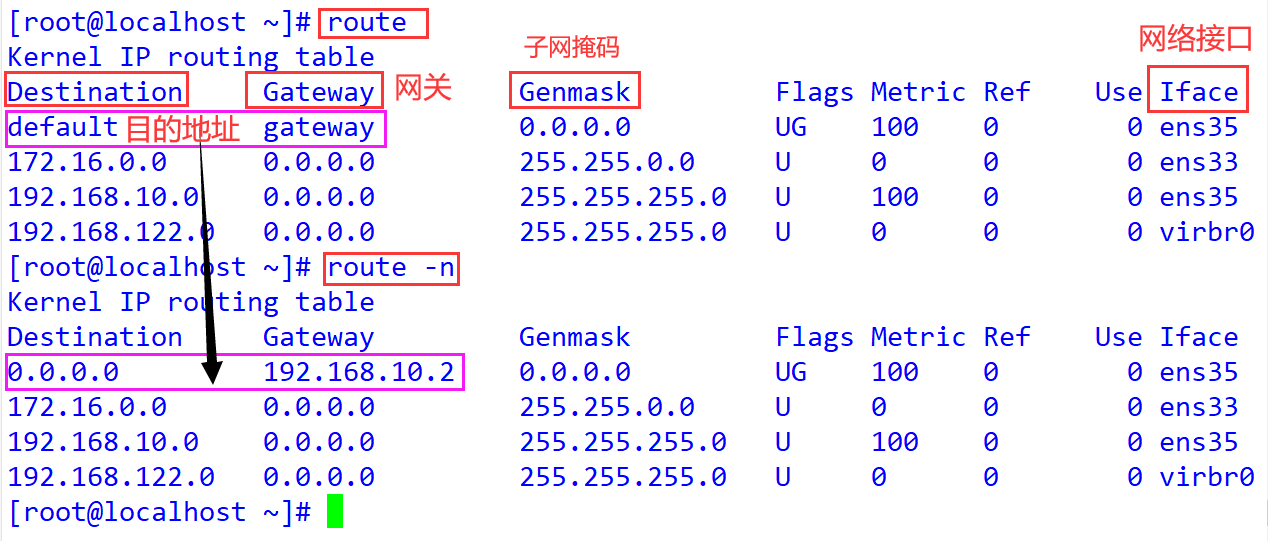 [root@localhost ~]# route
Kernel IP routing table
子网掩码
网络接口
Destination Gateway 网关 Genmask Flags Metric Ref Use Iface
default 目的地址 gateway 0.0.0.0 UG 100 0 0 ens35
172.16.0.0 0.0.0.0 255.255.0.0 U 0 0 0 ens33
192.168.10.0 0.0.0.0 255.255.255.0 U 100 0 0 ens35
192.168.122.0 0.0.0.0 255.255.255.0 U 0 0 0 virbr0
[root@localhost ~]# route -n
Kernel IP routing table
Destination Gateway Genmask Flags Metric Ref Use Iface
0.0.0.0 192.168.10.2 0.0.0.0 UG 100 0 0 ens35
172.16.0.0 0.0.0.0 255.255.0.0 U 0 0 0 ens33
192.168.10.0 0.0.0.0 255.255.255.0 U 100 0 0 ens35
192.168.122.0 0.0.0.0 255.255.255.0 U 0 0 0 virbr0
[root@localhost ~]#